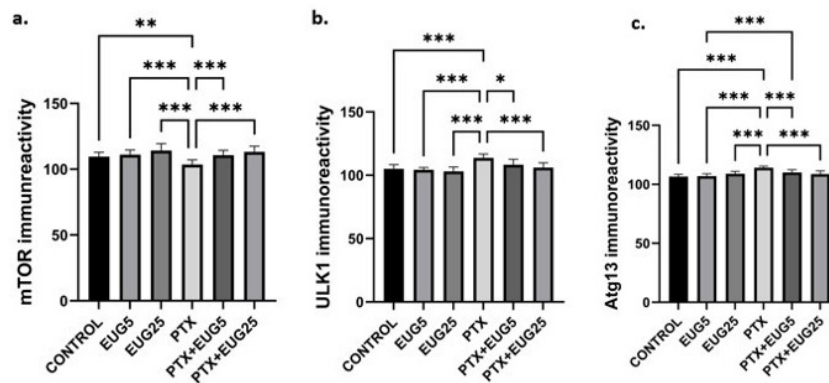 a.
**
*** ***
*** ***
150
100
50
0
mTOR immunreactivity
CONTROL
EUG5
EUG25
PTX
PTX+EUG5
PTX+EUG25
b.
***
*** *
*** ***
150
100
50
0
ULK1 immunoreactivity
CONTROL
EUG5
EUG25
PTX
PTX+EUG5
PTX+EUG25
c.
***
***
*** ***
*** ***
150
100
50
0
Atg13 immunoreactivity
CONTROL
EUG5
EUG25
PTX
PTX+EUG5
PTX+EUG25